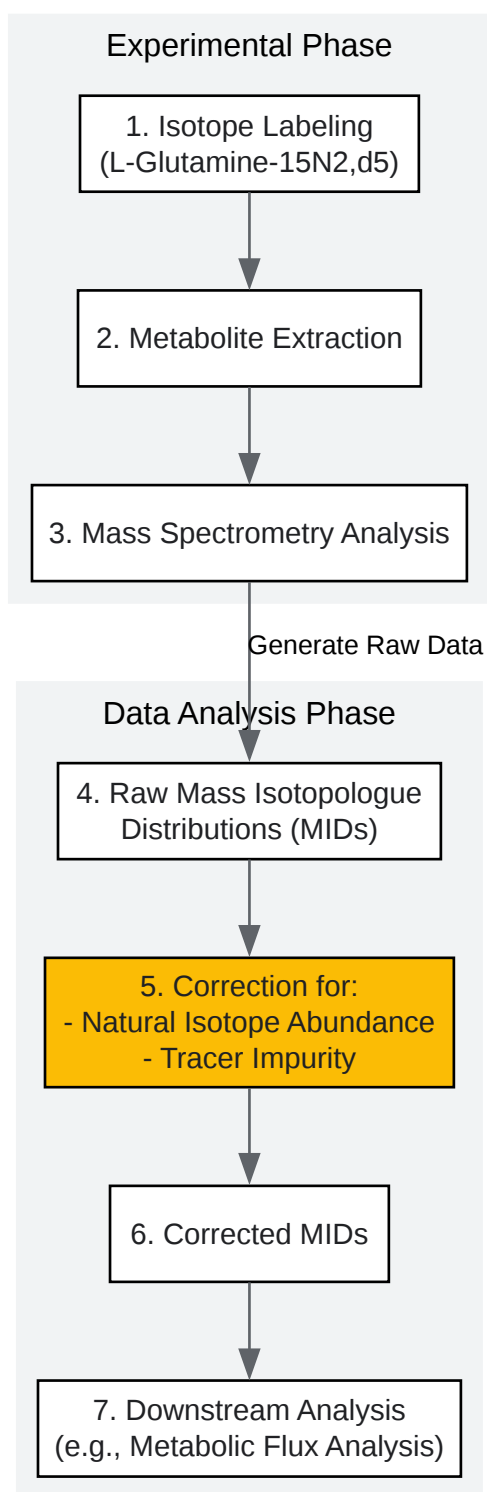 Experimental Phase
1. Isotope Labeling
(L-Glutamine-15N2,d5)
2. Metabolite Extraction
3. Mass Spectrometry Analysis
Generate Raw Data
Data Analysis Phase
4. Raw Mass Isotopologue
Distributions (MIDs)
5. Correction for:
- Natural Isotope Abundance
- Tracer Impurity
6. Corrected MIDs
7. Downstream Analysis
(e.g., Metabolic Flux Analysis)